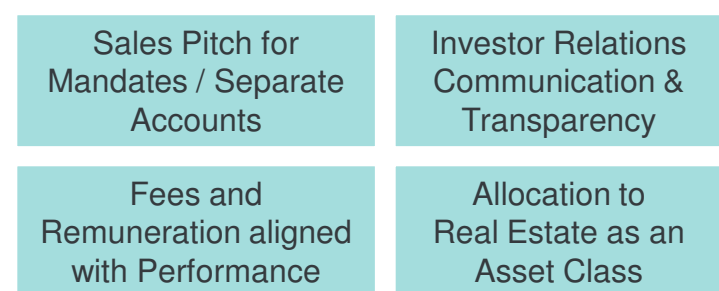 Sales Pitch for
Mandates / Separate
Accounts
Investor Relations
Communication &
Transparency
Fees and
Remuneration aligned
with Performance
Allocation to
Real Estate as an
Asset Class